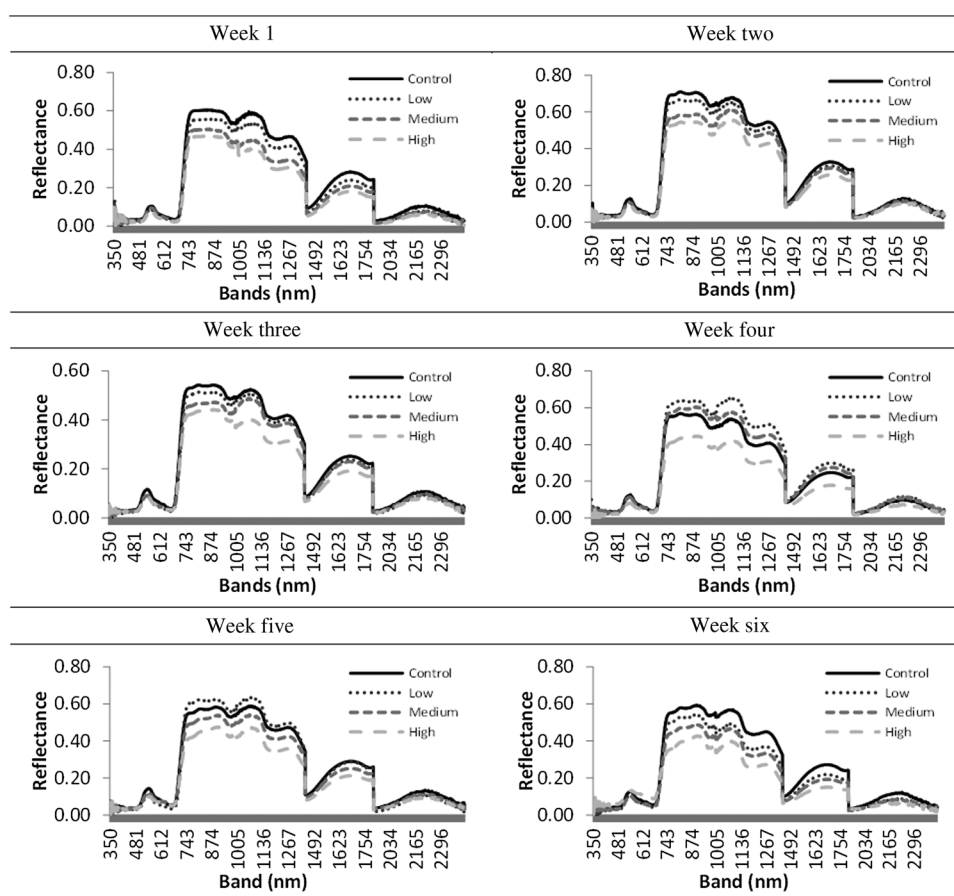 Week 1
Week two
0.80
0.60
0.40
0.20
0.00
Reflectance
Control
Low
Medium
High
350 481 612 743 874 1005 1136 1267 1492 1623 1754 2034 2165 2296
Bands (nm)
0.80
0.60
0.40
0.20
0.00
Reflectance
Control
Low
Medium
High
350 481 612 743 874 1005 1136 1267 1492 1623 1754 2034 2165 2296
Bands (nm)
Week three
Week four
0.60
0.40
0.20
0.00
Reflectance
Control
Low
Medium
High
350 481 612 743 874 1005 1136 1267 1492 1623 1754 2034 2165 2296
Bands (nm)
0.80
0.60
0.40
0.20
0.00
Reflectance
Control
Low
Medium
High
350 481 612 743 874 1005 1136 1267 1492 1623 1754 2034 2165 2296
Bands (nm)
Week five
Week six
0.80
0.60
0.40
0.20
0.00
Reflectance
Control
Low
Medium
High
350 481 612 743 874 1005 1136 1267 1492 1623 1754 2034 2165 2296
Band (nm)
0.80
0.60
0.40
0.20
0.00
Reflectance
Control
Low
Medium
High
350 481 612 743 874 1005 1136 1267 1492 1623 1754 2034 2165 2296
Band (nm)